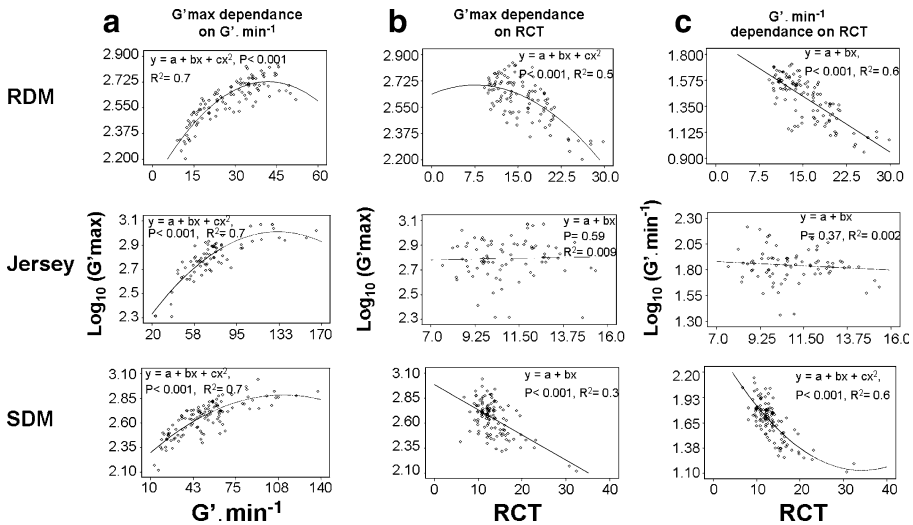 a
G'max dependance
on G'. min⁻¹
b
G'max dependance
on RCT
c
G'. min⁻¹
dependance on RCT
RDM
2.900
2.725
2.550
2.375
2.200
y = a + bx + cx², P< 0.001
R²= 0.7
0 15 30 45 60
2.900
2.725
2.550
2.375
2.200
y = a + bx + cx²
P< 0.001, R²= 0.5
0.0 7.5 15.0 22.5 30.0
1.800
1.575
1.350
1.125
0.900
y = a + bx,
P< 0.001, R²= 0.6
0.0 7.5 15.0 22.5 30.0
Jersey
Log₁₀ (G'max)
3.1
2.9
2.7
2.5
2.3
y = a + bx + cx²,
P< 0.001, R²= 0.7
20 58 95 133 170
Log₁₀ (G'max)
3.1
2.9
2.7
2.5
2.3
y = a + bx
P= 0.59
R²= 0.009
7.0 9.25 11.50 13.75 16.0
Log₁₀ (G'.min⁻¹)
2.30
2.05
1.80
1.55
1.30
y = a + bx
P= 0.37, R²= 0.002
7.0 9.25 11.50 13.75 16.0
SDM
3.10
2.85
2.60
2.35
2.10
y = a + bx + cx²,
P< 0.001, R²= 0.7
10 43 75 108 140
G'.min⁻¹
3.10
2.85
2.60
2.35
2.10
y = a + bx
P< 0.001, R²= 0.3
0 10 20 30 40
RCT
2.20
1.93
1.65
1.38
1.10
y = a + bx + cx²,
P< 0.001, R²= 0.6
0 10 20 30 40
RCT